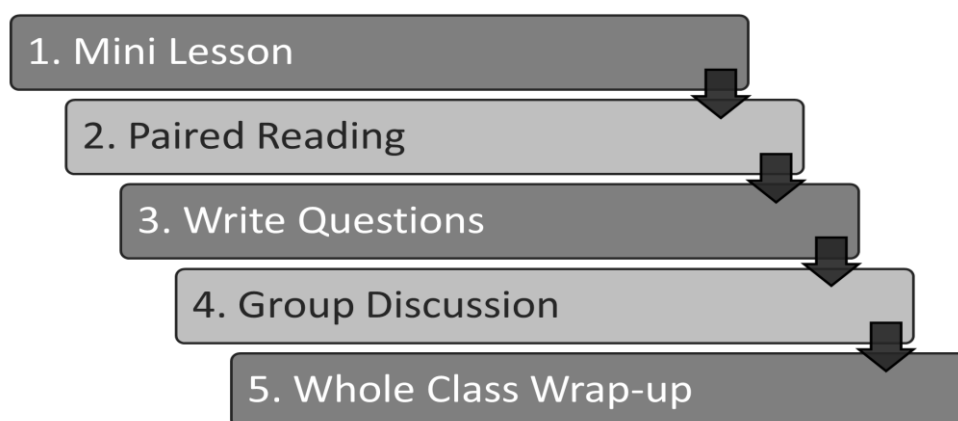 1. Mini Lesson
2. Paired Reading
3. Write Questions
4. Group Discussion
5. Whole Class Wrap-up